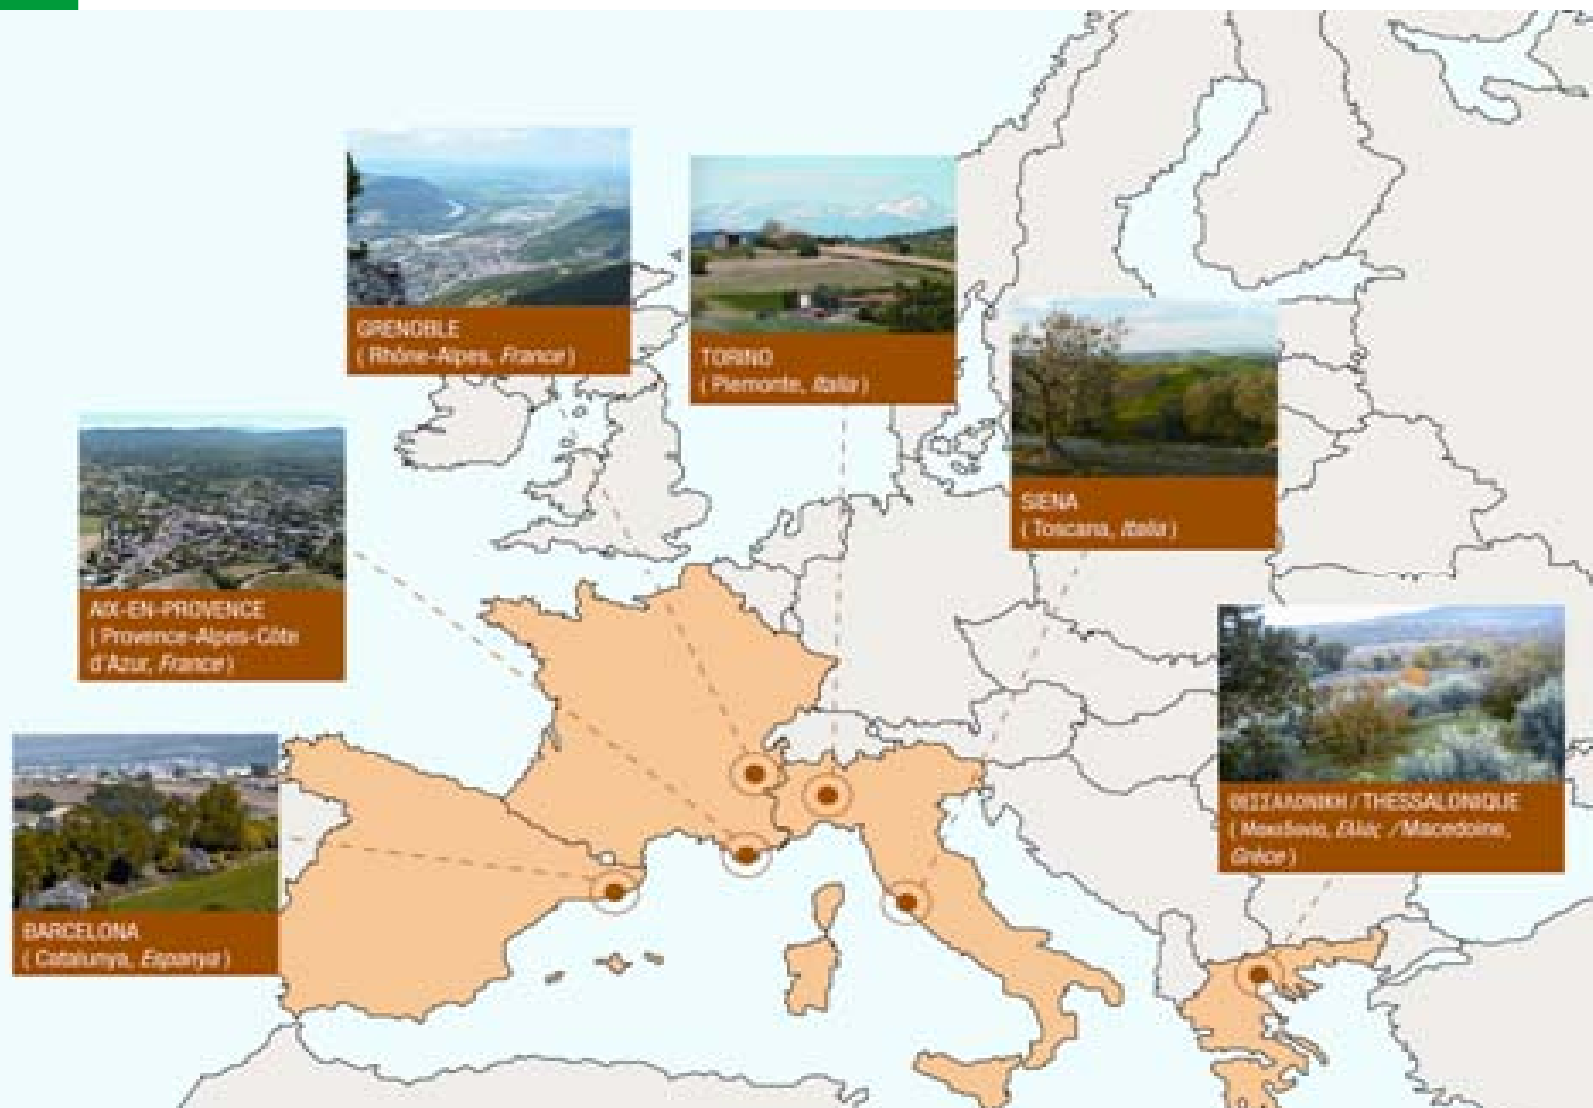 GRENOBLE
( Rhône-Alpes, France )
TORINO
( Piemonte, Italia )
SIENA
( Toscana, Italia )
AIX-EN-PROVENCE
( Provence-Alpes-Côte
d'Azur, France )
ΘΕΣΣΑΛΟΝΙΚΗ / THESSALONIQUE
( Μακεδονία, Ελλάς / Macedoine,
Grèce )
BARCELONA
( Catalunya, Espanya )